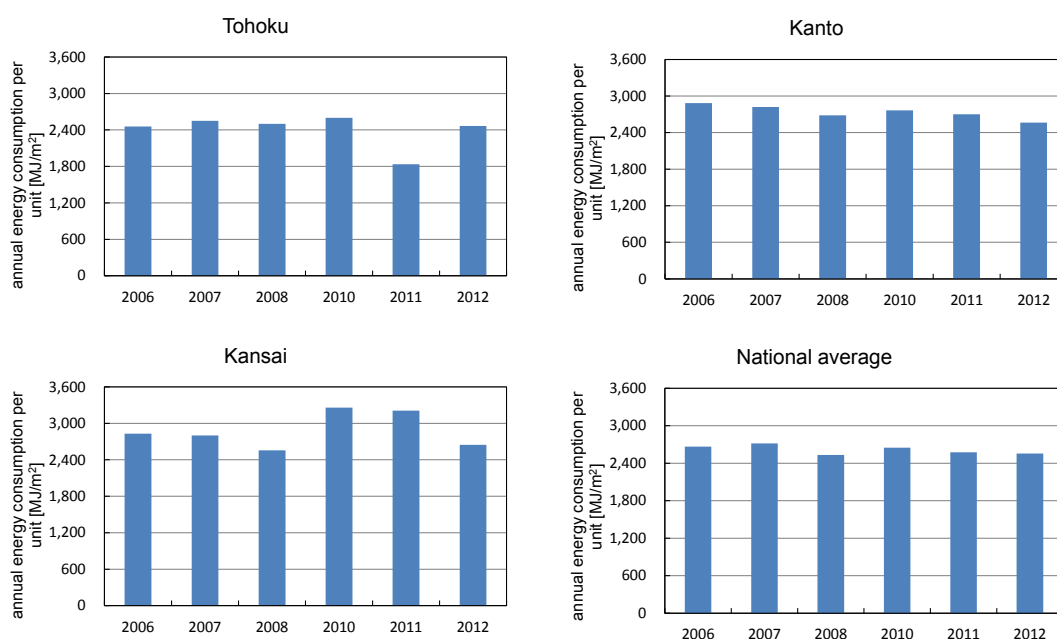 Tohoku
annual energy consumption per
unit [MJ/m²]
3,600
3,000
2,400
1,800
1,200
600
0
2006 2007 2008 2010 2011 2012
Kanto
annual energy consumption per
unit [MJ/m²]
3,600
3,000
2,400
1,800
1,200
600
0
2006 2007 2008 2010 2011 2012
Kansai
annual energy consumption per
unit [MJ/m²]
3,600
3,000
2,400
1,800
1,200
600
0
2006 2007 2008 2010 2011 2012
National average
annual energy consumption per
unit [MJ/m²]
3,600
3,000
2,400
1,800
1,200
600
0
2006 2007 2008 2010 2011 2012